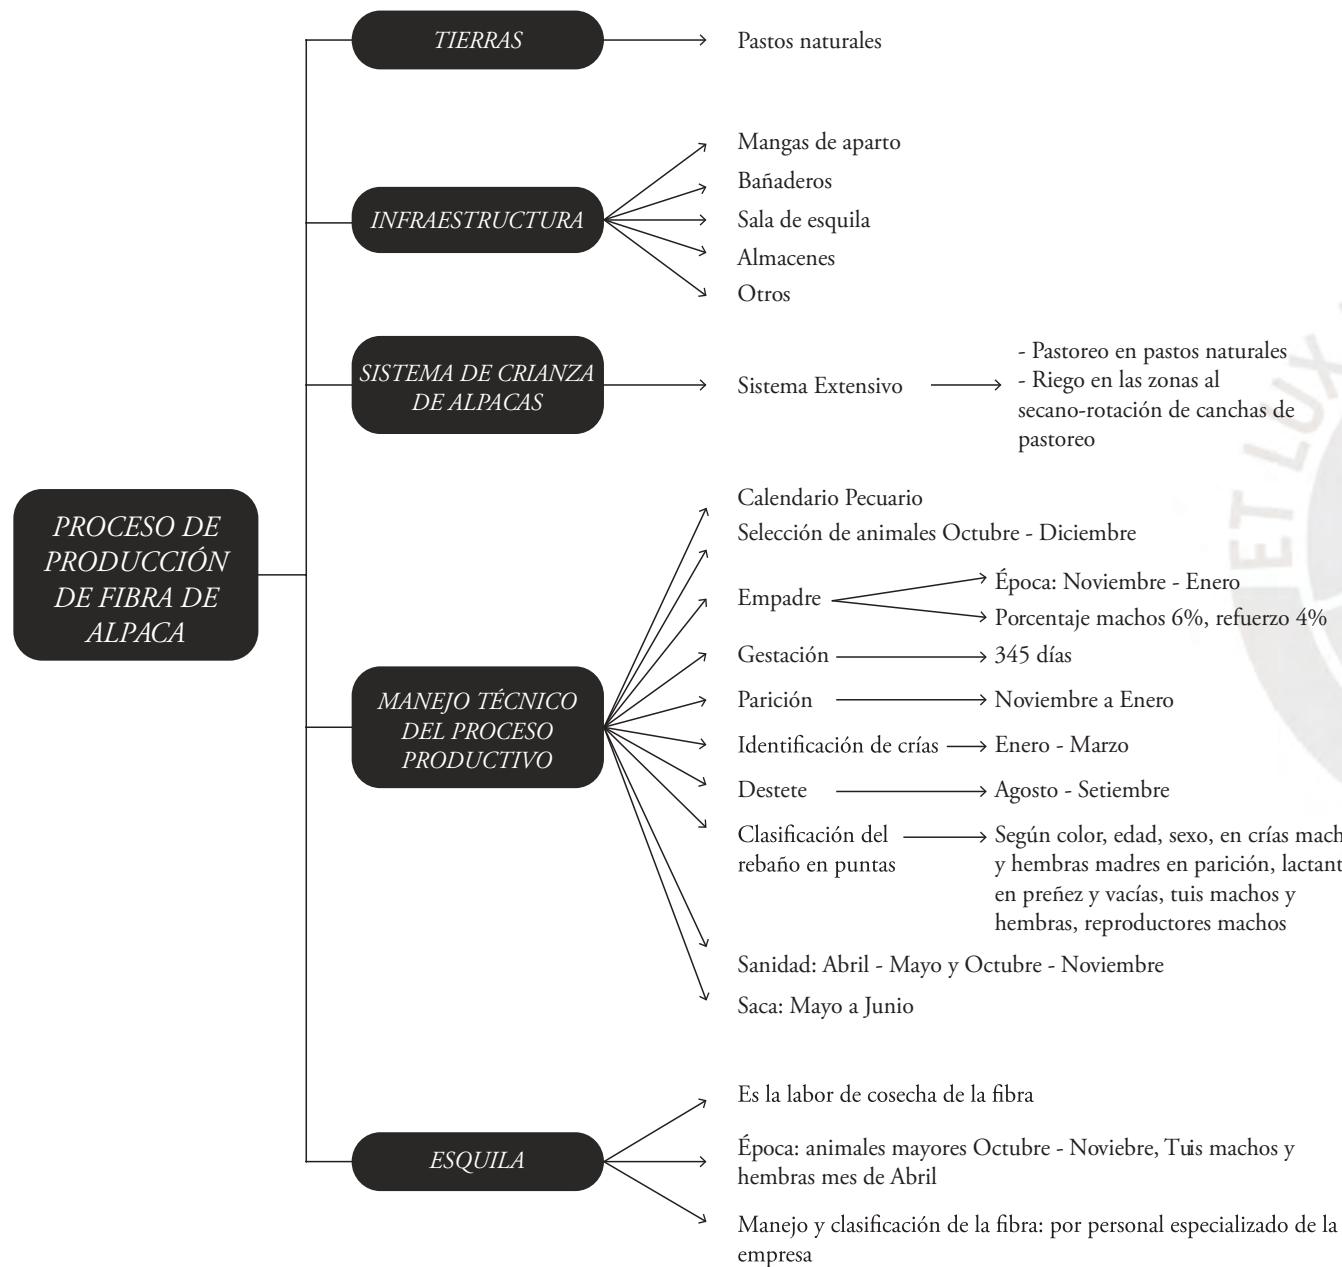 PROCESO DE
PRODUCCIÓN
DE FIBRA DE
ALPACA
TIERRAS
Pastos naturales
INFRAESTRUCTURA
Mangas de aparto
Bañaderos
Sala de esquila
Almacenes
Otros
SISTEMA DE CRIANZA
DE ALPACAS
Sistema Extensivo
- Pastoreo en pastos naturales
- Riego en las zonas al
secano-rotación de canchas de
pastoreo
MANEJO TÉCNICO
DEL PROCESO
PRODUCTIVO
Calendario Pecuario
Selección de animales Octubre - Diciembre
Empadre
Época: Noviembre - Enero
Porcentaje machos 6%, refuerzo 4%
Gestación
345 días
Parición
Noviembre a Enero
Identificación de crías
Enero - Marzo
Destete
Agosto - Setiembre
Clasificación del
rebaño en puntas
Según color, edad, sexo, en crías mach
y hembras madres en parición, lactant
en preñez y vacías, tuis machos y
hembras, reproductores machos
Sanidad: Abril - Mayo y Octubre - Noviembre
Saca: Mayo a Junio
ESQUILA
Es la labor de cosecha de la fibra
Época: animales mayores Octubre - Noviebre, Tuis machos y
hembras mes de Abril
Manejo y clasificación de la fibra: por personal especializado de la
empresa
ET LUX